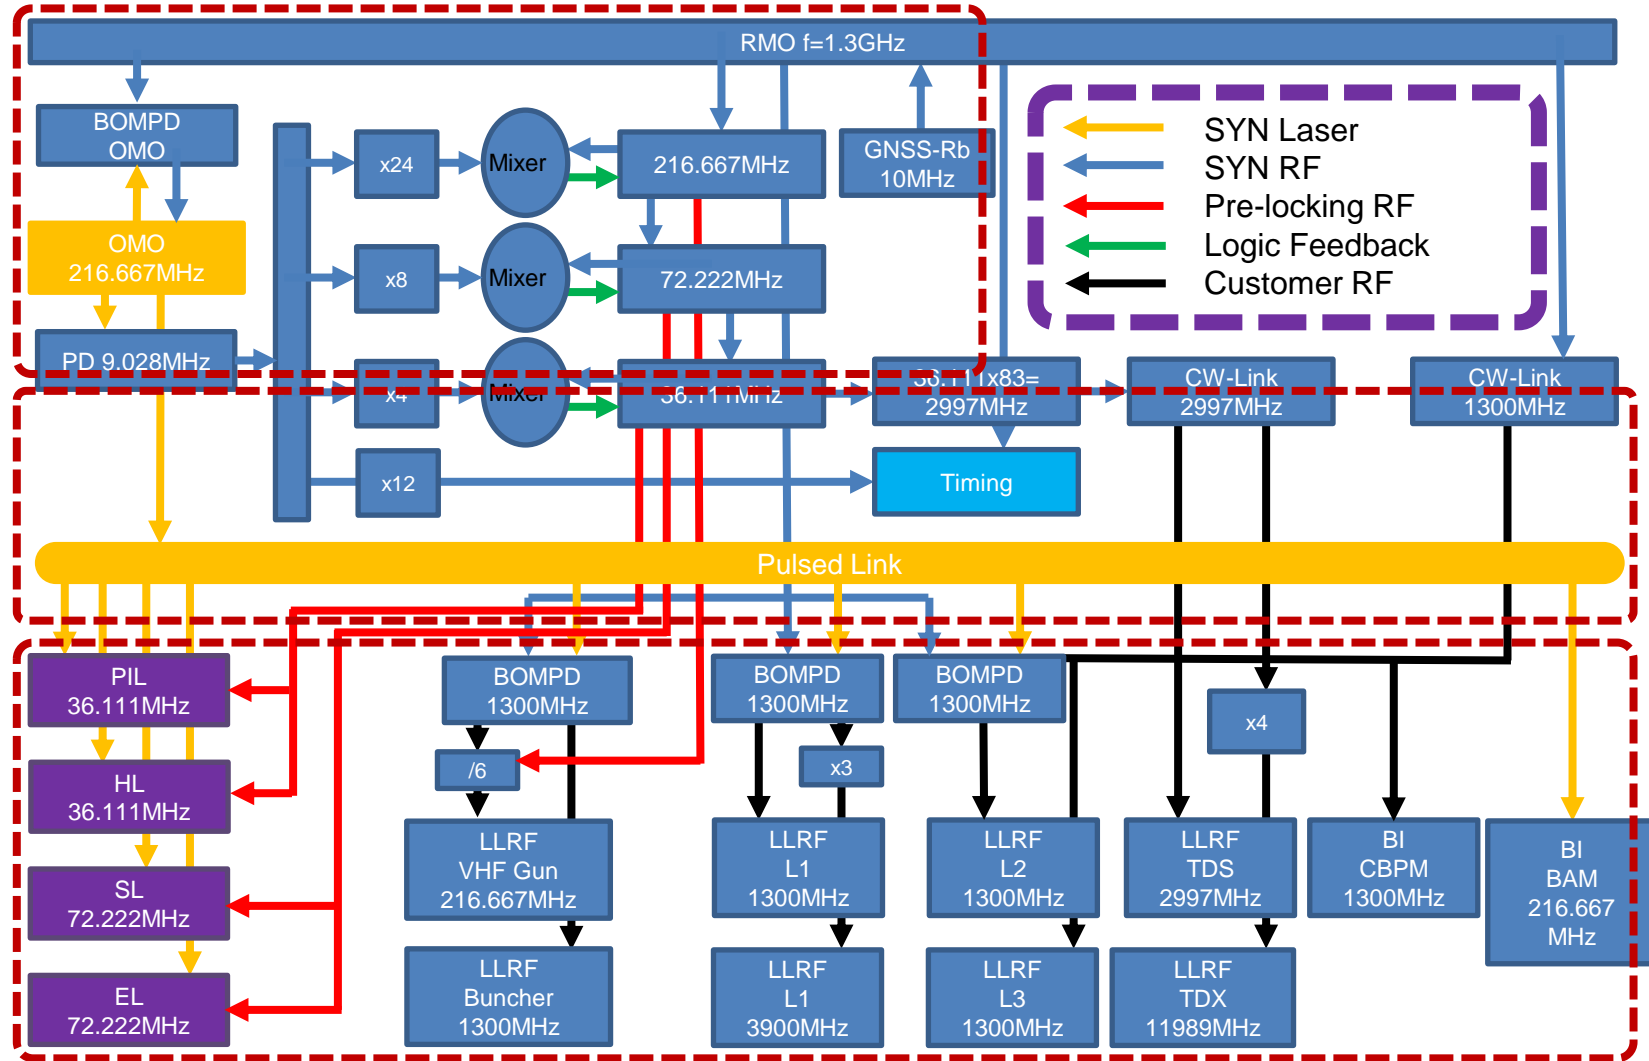 RMO f=1.3GHz
BOMPD
OMO
OMO
216.667MHz
PD 9.028MHz
x24
x8
x4
x12
Mixer
Mixer
Mixer
216.667MHz
72.222MHz
36.111MHz
GNSS-Rb
10MHz
36.111x83=
2997MHz
Timing
CW-Link
2997MHz
CW-Link
1300MHz
SYN Laser
SYN RF
Pre-locking RF
Logic Feedback
Customer RF
Pulsed Link
PIL
36.111MHz
HL
36.111MHz
SL
72.222MHz
EL
72.222MHz
BOMPD
1300MHz
/6
LLRF
VHF Gun
216.667MHz
LLRF
Buncher
1300MHz
BOMPD
1300MHz
x3
LLRF
L1
1300MHz
LLRF
L1
3900MHz
BOMPD
1300MHz
LLRF
L2
1300MHz
LLRF
L3
1300MHz
x4
LLRF
TDS
2997MHz
LLRF
TDX
11989MHz
BI
CBPM
1300MHz
BI
BAM
216.667
MHz